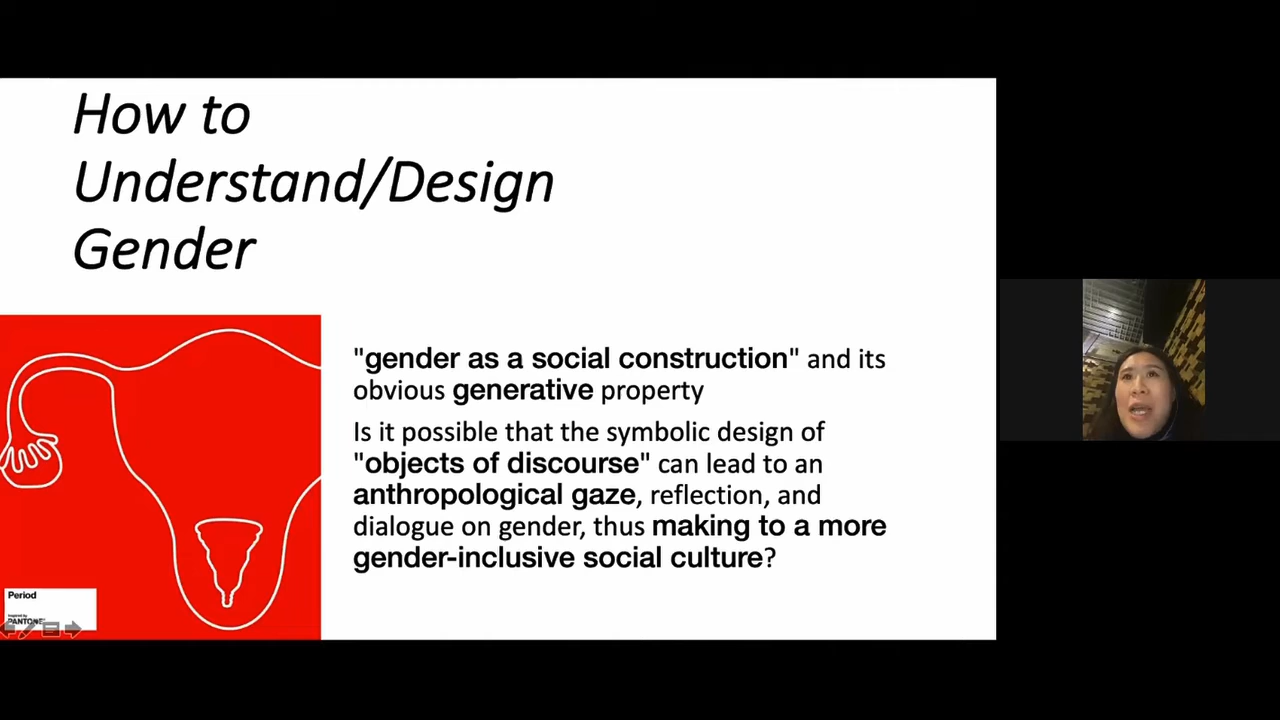 How to
Understand/Design
Gender
"gender as a social construction" and its
obvious generative property
Is it possible that the symbolic design of
"objects of discourse" can lead to an
anthropological gaze, reflection, and
dialogue on gender, thus making to a more
gender-inclusive social culture?
Period
Inspired by
PANTONE